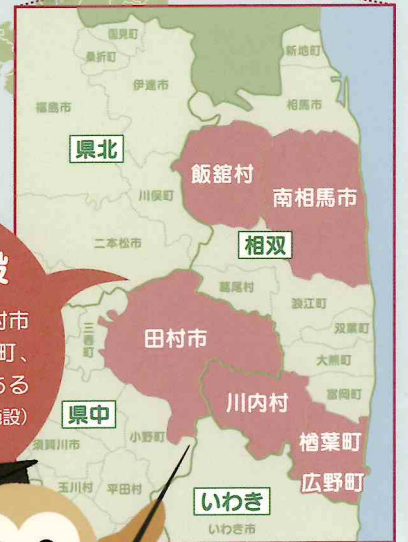 国見町
桑折町
新地町
伊達市
相馬市
福島市
県北
飯舘村
南相馬市
川俣町
相双
二本松市
葛尾村
浪江町
双葉町
田村市
大熊町
三春町
富岡町
川内村
県中
小野町
楢葉町
須賀川市
広野町
玉川村
平田村
いわき
いわき市
村市
町、
ある
施設)